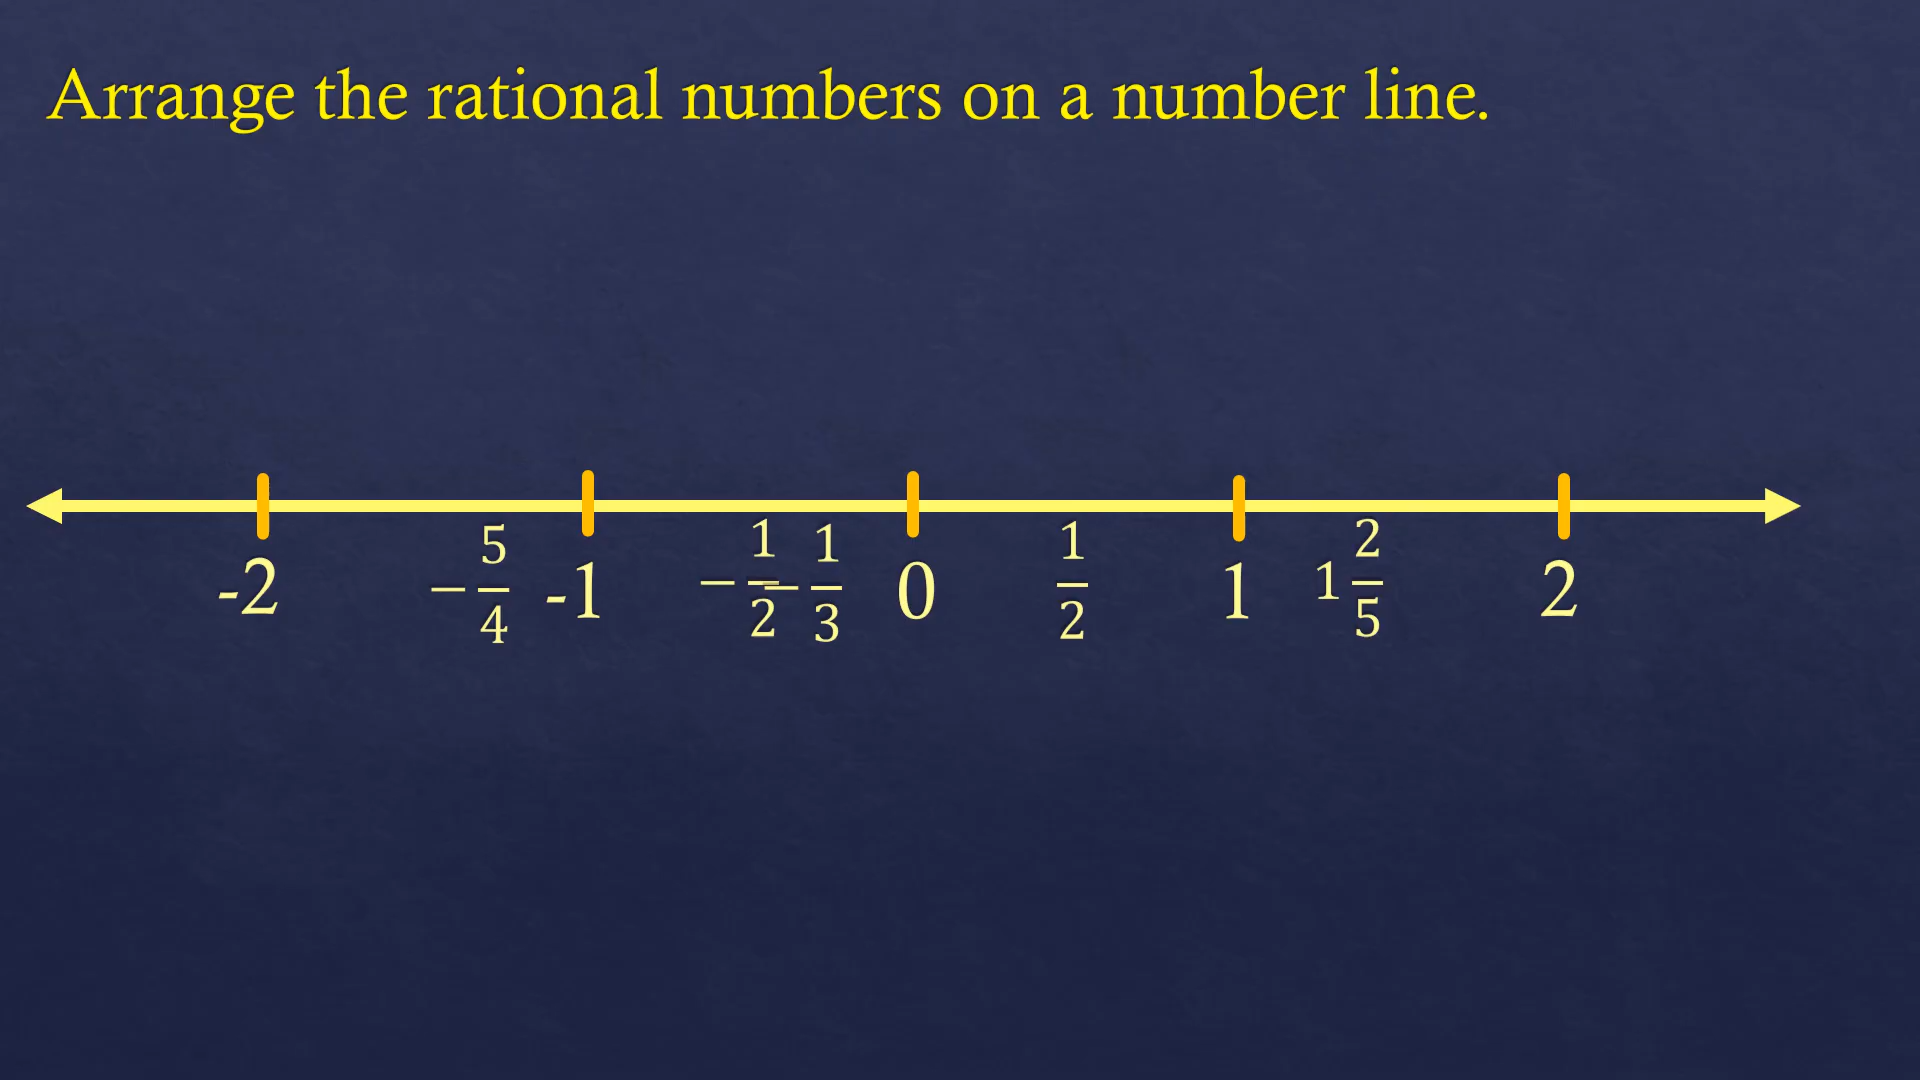 Arrange the rational numbers on a number line.
-2 −5/4 -1 −1/2 −1/3 0 1/2 1 1 2/5 2